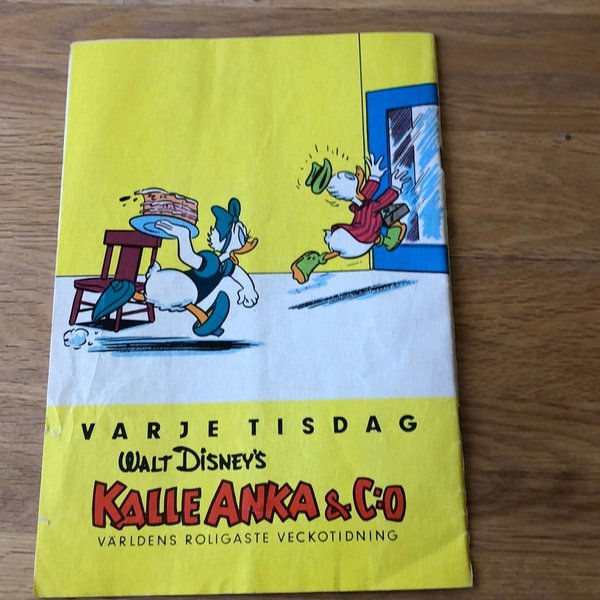 VARJE TISDAG
WALT DISNEY'S
KALLE ANKA & C:O
VÄRLDENS ROLIGASTE VECKOTIDNING